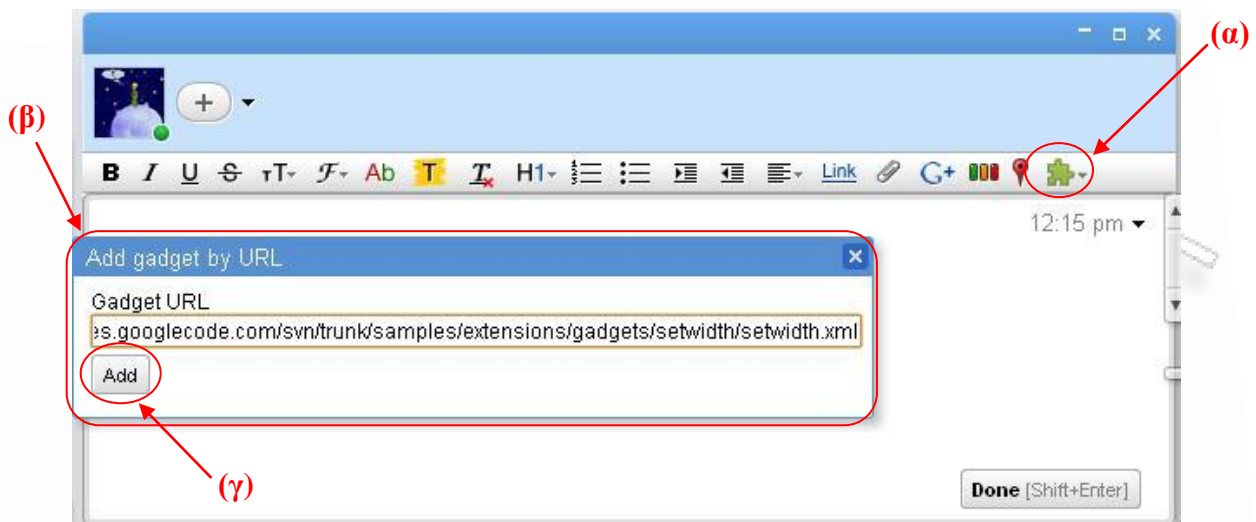 (α)
(β)
B I U S тT F Ab T T H1 Link G+
12:15 pm
Add gadget by URL
Gadget URL
es.googlecode.com/svn/trunk/samples/extensions/gadgets/setwidth/setwidth.xml
Add
(γ)
Done [Shift+Enter]